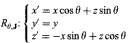 R_{θ,J}: { x′ = x cos θ + z sin θ
y′ = y
z′ = −x sin θ + z cos θ